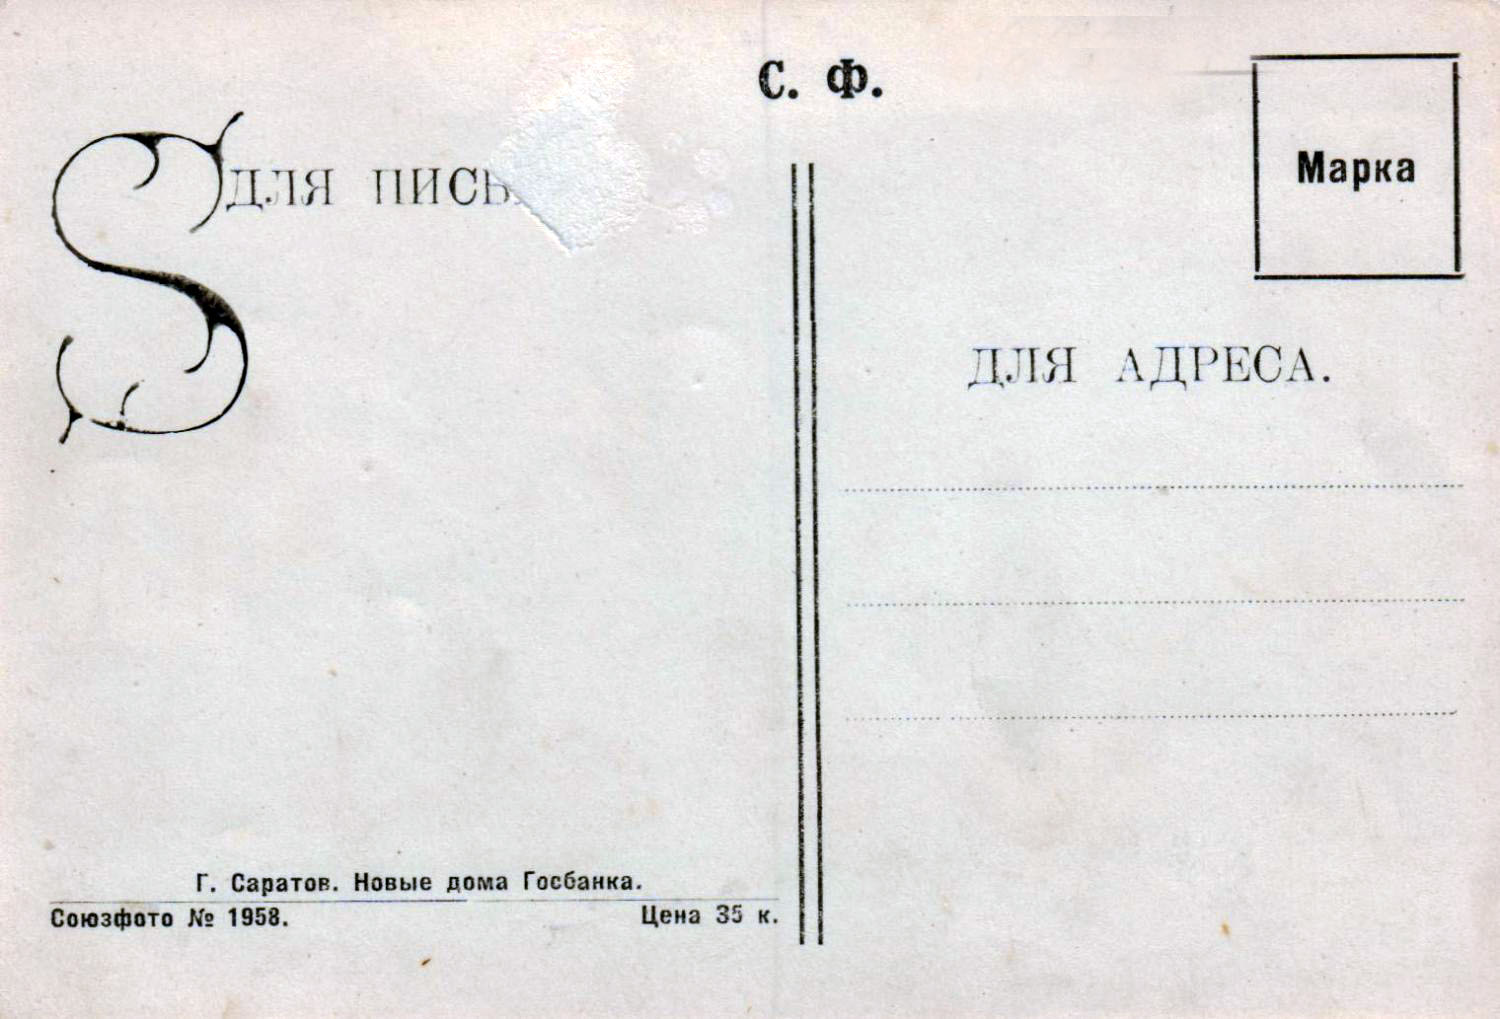 С. Ф.
Марка
S
ДЛЯ
ДЛЯ АДРЕСА.
Г. Саратов. Новые дома Госбанка.
Союзфото № 1958.
Цена 35 к.